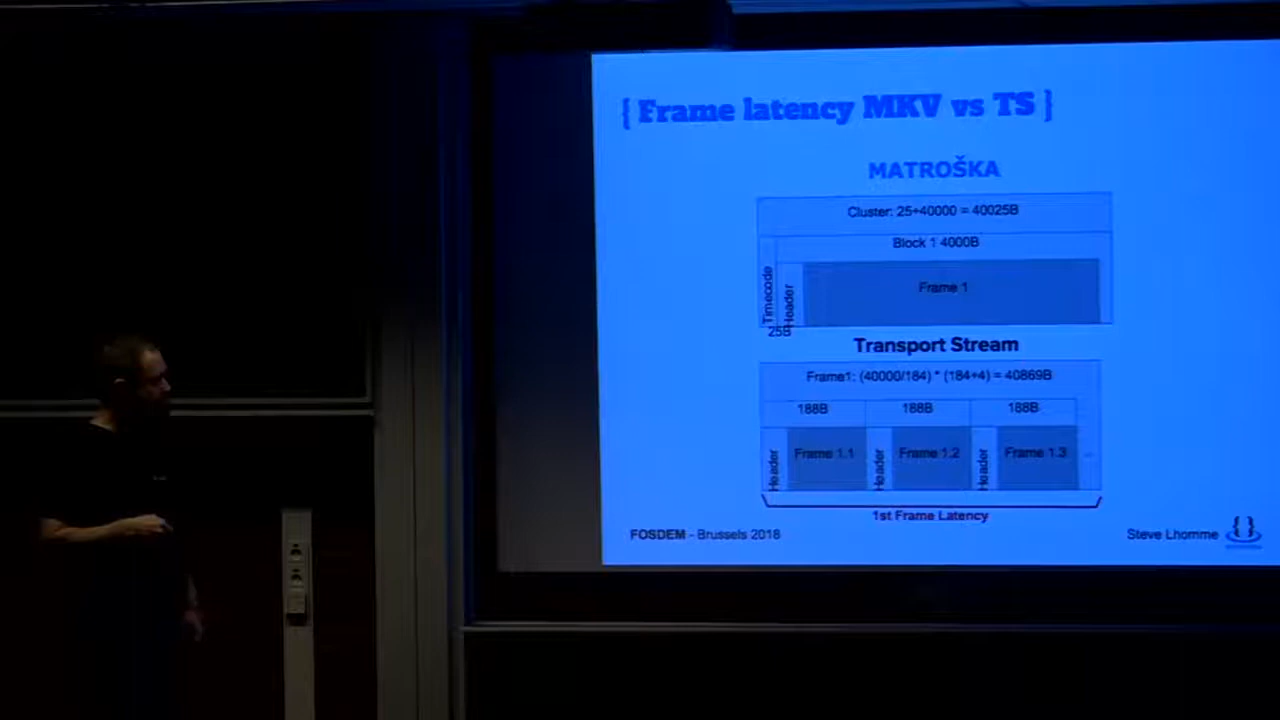 { Frame latency MKV vs TS }
MATROŠKA
Cluster: 25+40000 = 40025B
Block 1 4000B
Timecode
Header
Frame 1
25B
Transport Stream
Frame1: (40000/184) * (184+4) = 40869B
188B 188B 188B
Header Frame 1.1 Header Frame 1.2 Header Frame 1.3
1st Frame Latency
FOSDEM - Brussels 2018
Steve Lhomme